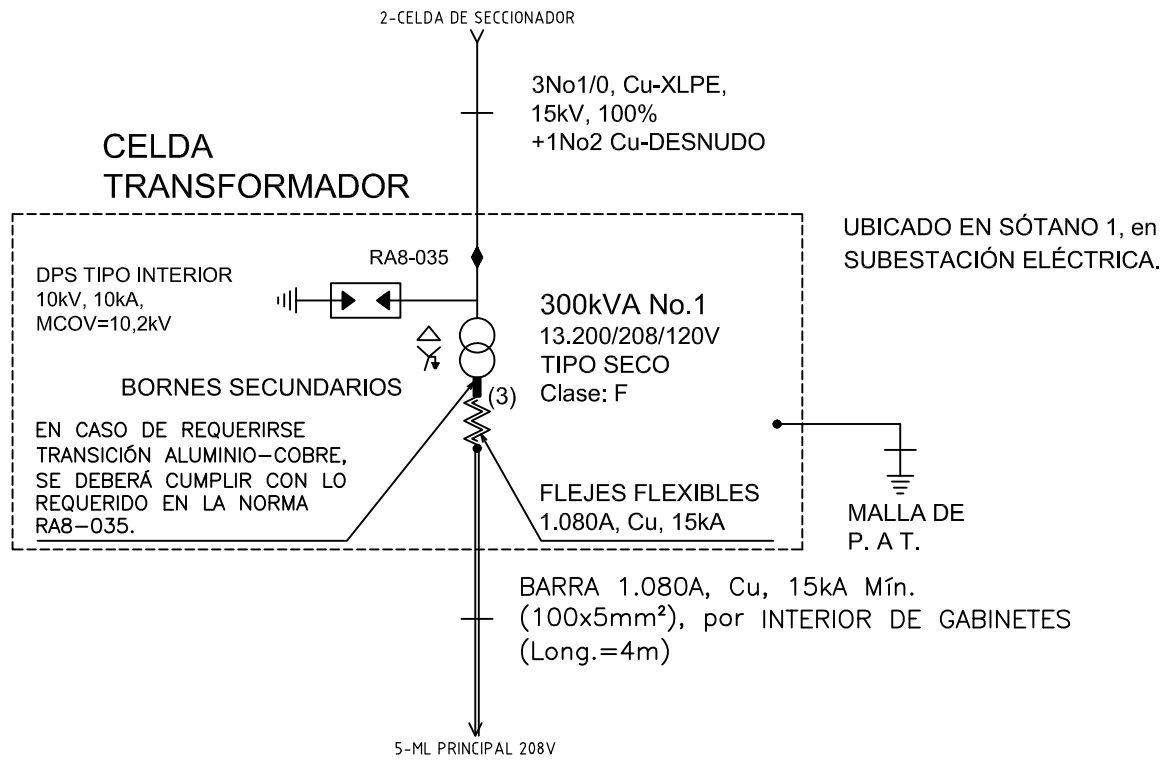 2-CELDA DE SECCIONADOR
3No1/0, Cu-XLPE,
15kV, 100%
+1No2 Cu-DESNUDO
CELDA
TRANSFORMADOR
UBICADO EN SÓTANO 1, en
SUBESTACIÓN ELÉCTRICA.
RA8-035
DPS TIPO INTERIOR
10kV, 10kA,
MCOV=10,2kV
300kVA No.1
13.200/208/120V
TIPO SECO
Clase: F
BORNES SECUNDARIOS
(3)
EN CASO DE REQUERIRSE
TRANSICIÓN ALUMINIO-COBRE,
SE DEBERÁ CUMPLIR CON LO
REQUERIDO EN LA NORMA
RA8-035.
FLEJES FLEXIBLES
1.080A, Cu, 15kA
MALLA DE
P. A T.
BARRA 1.080A, Cu, 15kA Mín.
(100x5mm²), por INTERIOR DE GABINETES
(Long.=4m)
5-ML PRINCIPAL 208V